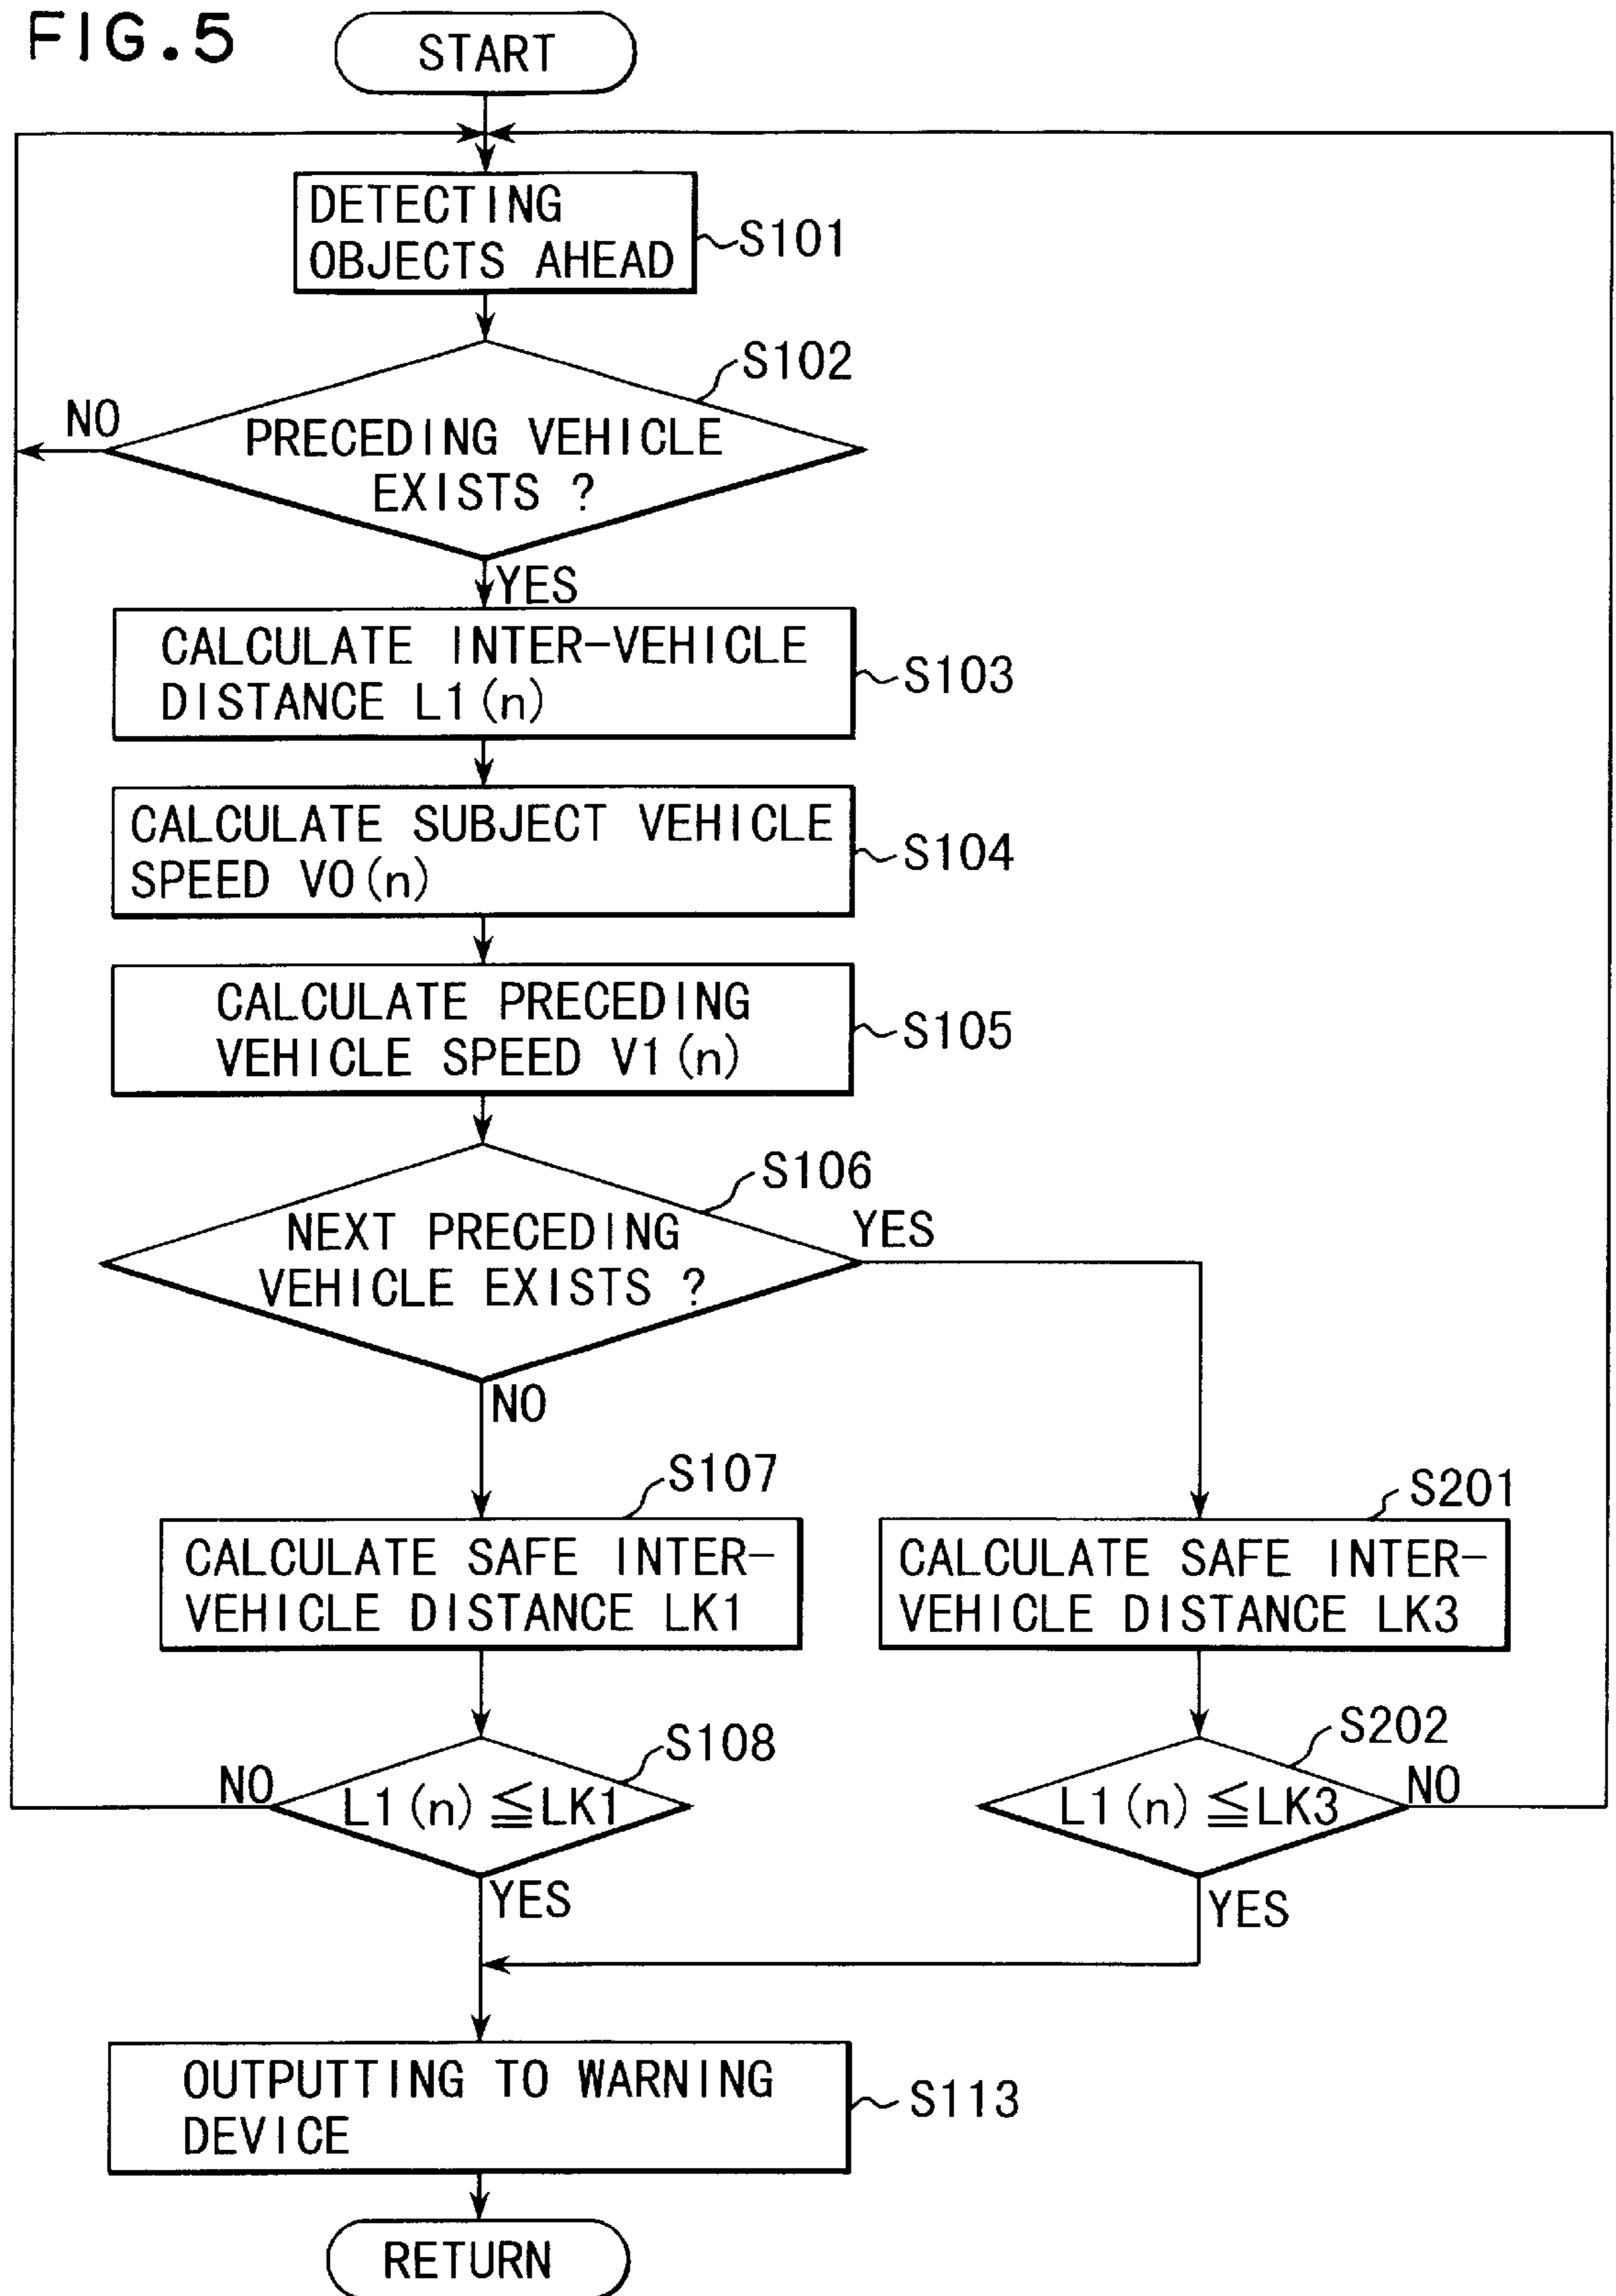 FIG.5
START
DETECTING
OBJECTS AHEAD
S101
S102
NO
PRECEDING VEHICLE
EXISTS ?
YES
CALCULATE INTER-VEHICLE
DISTANCE L1(n)
S103
CALCULATE SUBJECT VEHICLE
SPEED V0(n)
S104
CALCULATE PRECEDING
VEHICLE SPEED V1(n)
S105
S106
NEXT PRECEDING
VEHICLE EXISTS ?
YES
NO
S107
CALCULATE SAFE INTER-
VEHICLE DISTANCE LK1
S201
CALCULATE SAFE INTER-
VEHICLE DISTANCE LK3
S108
NO
L1(n)≦LK1
YES
S202
L1(n)≦LK3
NO
YES
OUTPUTTING TO WARNING
DEVICE
S113
RETURN